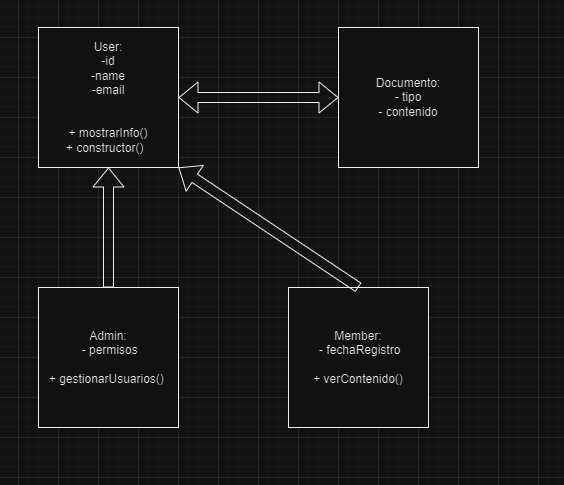 User:
-id
-name
-email
+ mostrarInfo()
+ constructor()
Documento:
- tipo
- contenido
Admin:
- permisos
+ gestionarUsuarios()
Member:
- fechaRegistro
+ verContenido()